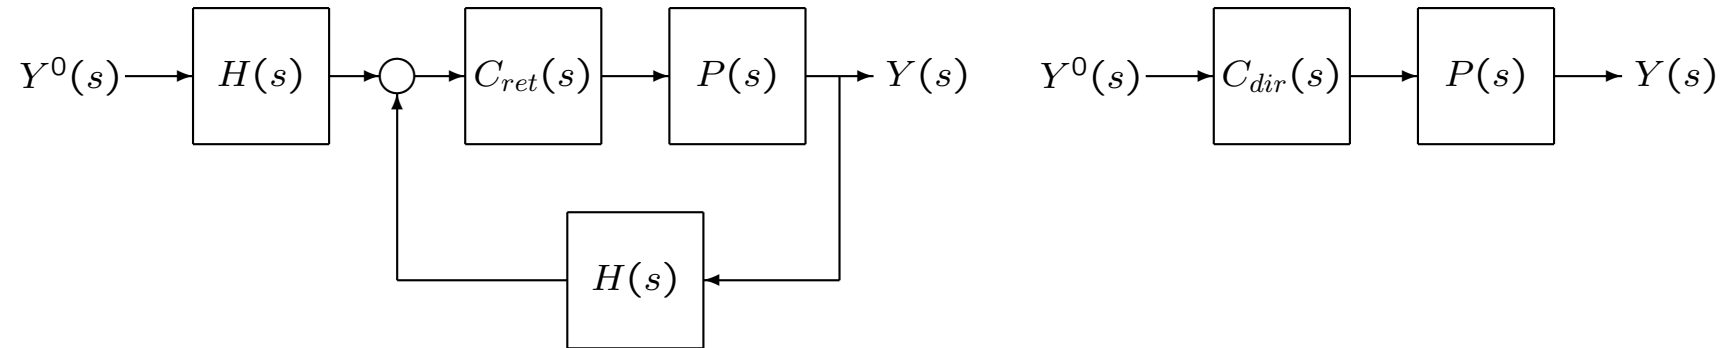 Y⁰(s) H(s) C_ret(s) P(s) Y(s) Y⁰(s) C_dir(s) P(s) Y(s)
H(s)